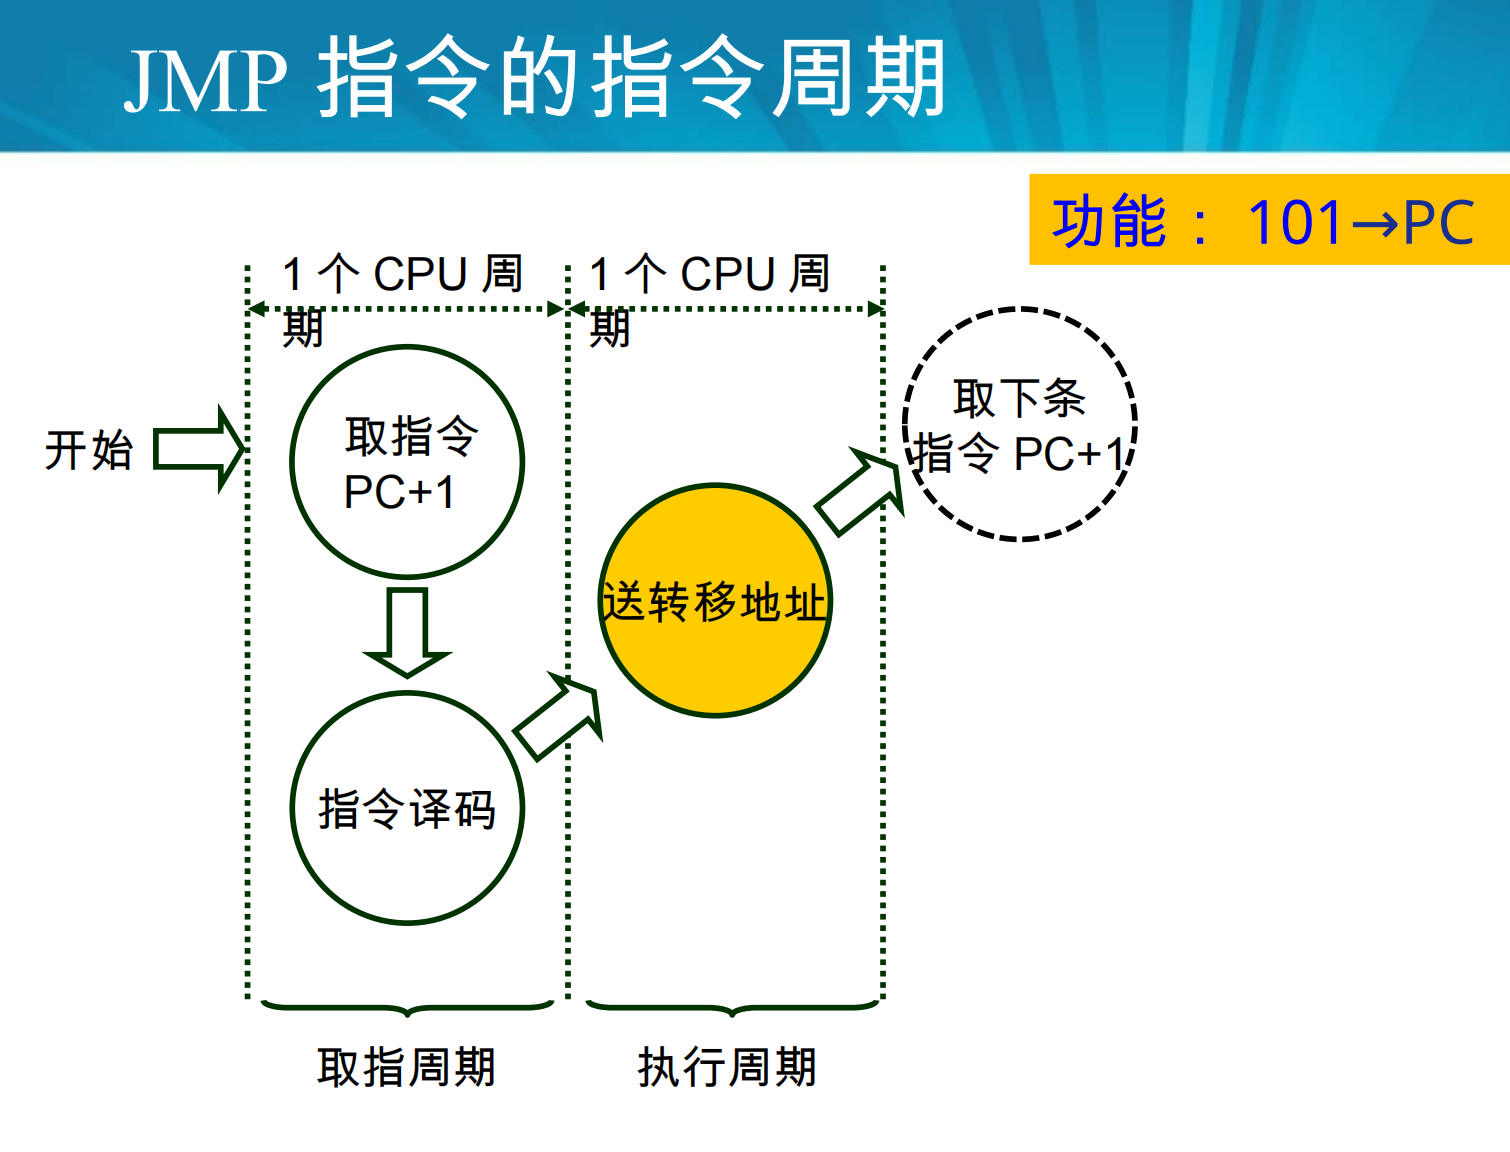 JMP 指令的指令周期
功能： 101→PC
1 个 CPU 周
期
1 个 CPU 周
期
开始
取指令
PC+1
取下条
指令 PC+1
送转移地址
指令译码
取指周期
执行周期